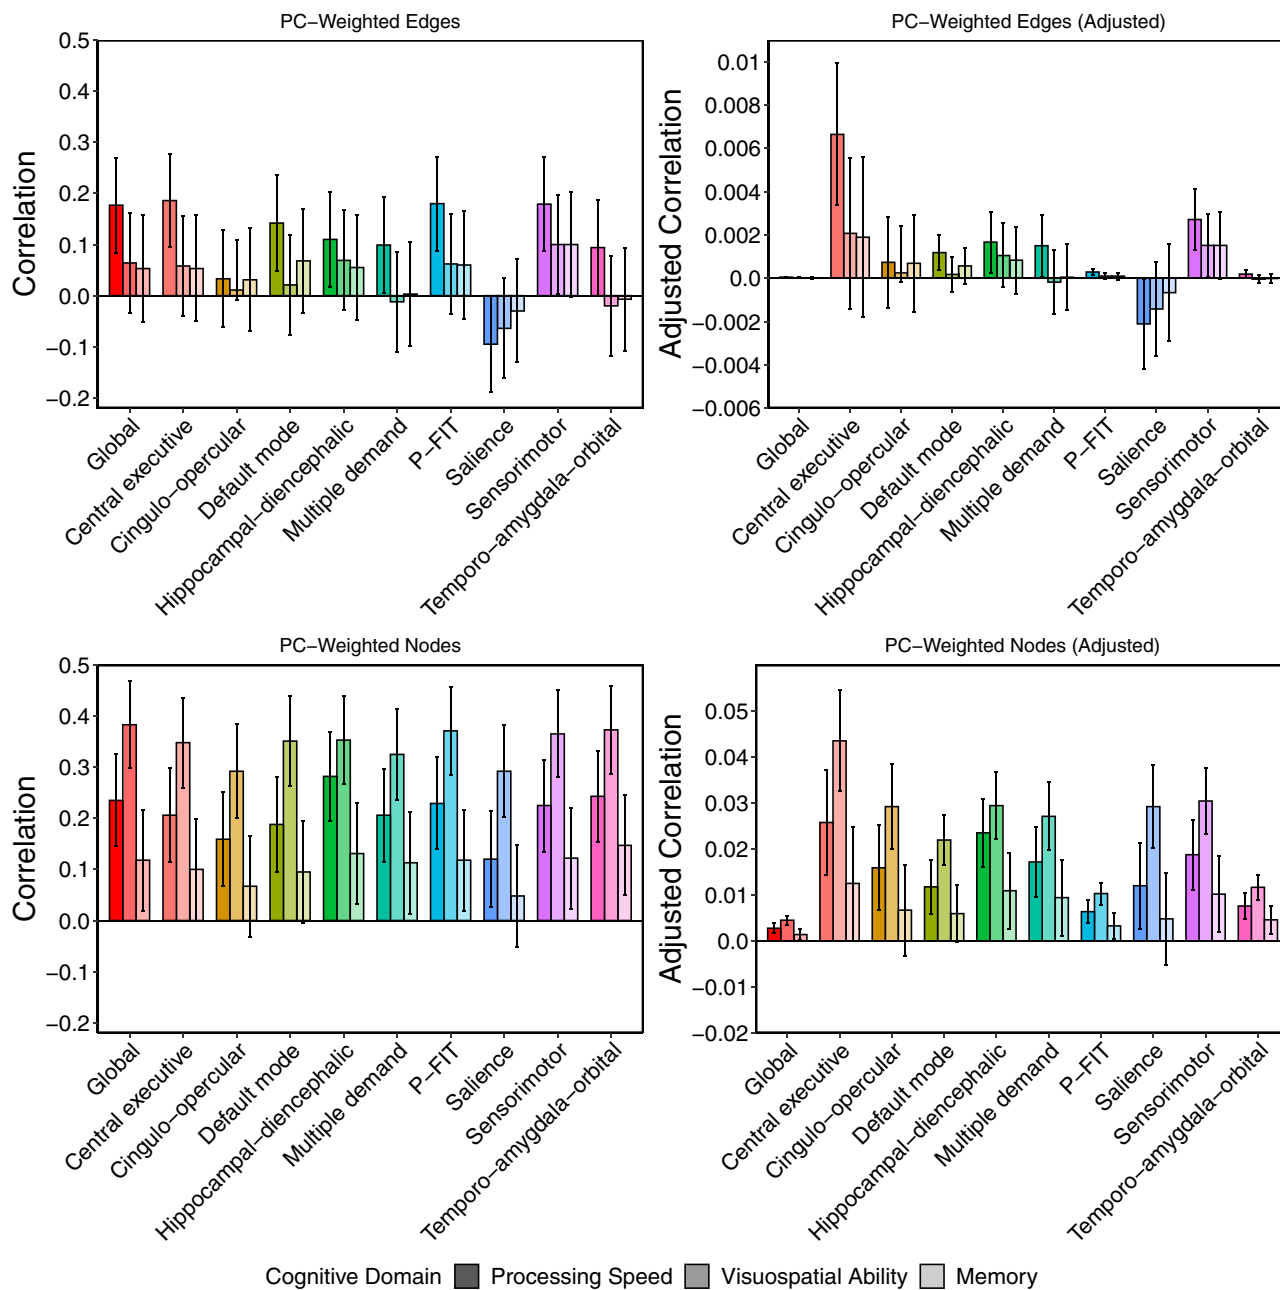 PC−Weighted Edges
PC−Weighted Edges (Adjusted)
Correlation
0.5
0.4
0.3
0.2
0.1
0.0
−0.1
−0.2
Global
Central executive
Cingulo−opercular
Default mode
Hippocampal−diencephalic
Multiple demand
P−FIT
Salience
Sensorimotor
Temporo−amygdala−orbital
Adjusted Correlation
0.01
0.008
0.006
0.004
0.002
0
−0.002
−0.004
−0.006
Global
Central executive
Cingulo−opercular
Default mode
Hippocampal−diencephalic
Multiple demand
P−FIT
Salience
Sensorimotor
Temporo−amygdala−orbital
PC−Weighted Nodes
PC−Weighted Nodes (Adjusted)
Correlation
0.5
0.4
0.3
0.2
0.1
0.0
−0.1
−0.2
Global
Central executive
Cingulo−opercular
Default mode
Hippocampal−diencephalic
Multiple demand
P−FIT
Salience
Sensorimotor
Temporo−amygdala−orbital
Adjusted Correlation
0.05
0.04
0.03
0.02
0.01
0.0
−0.01
−0.02
Global
Central executive
Cingulo−opercular
Default mode
Hippocampal−diencephalic
Multiple demand
P−FIT
Salience
Sensorimotor
Temporo−amygdala−orbital
Cognitive Domain Processing Speed Visuospatial Ability Memory